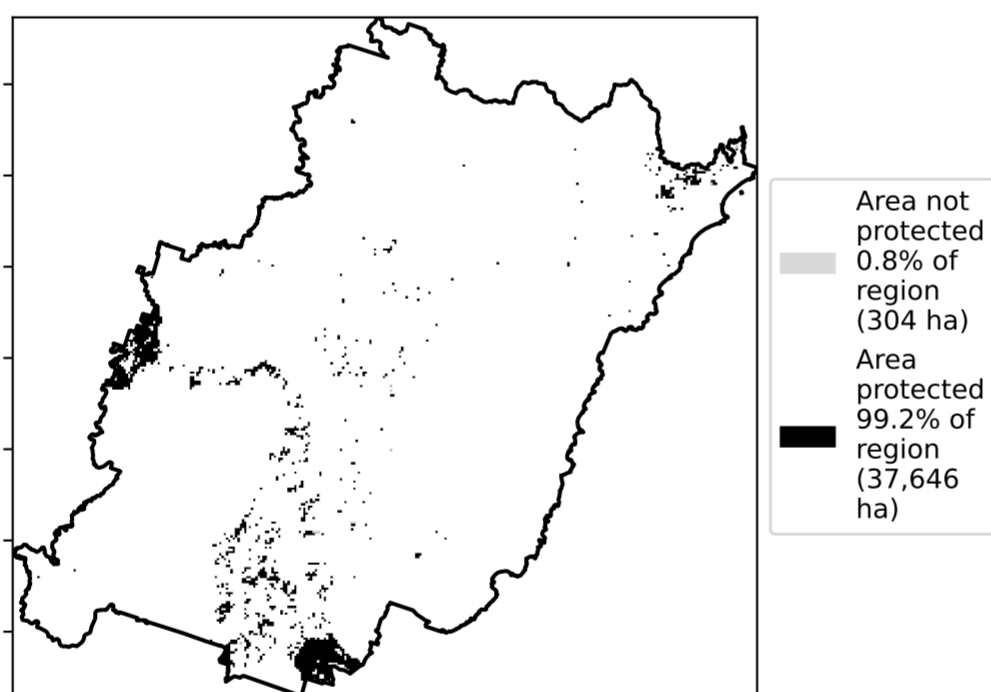 Area not
protected
0.8% of
region
(304 ha)
Area
protected
99.2% of
region
(37,646
ha)